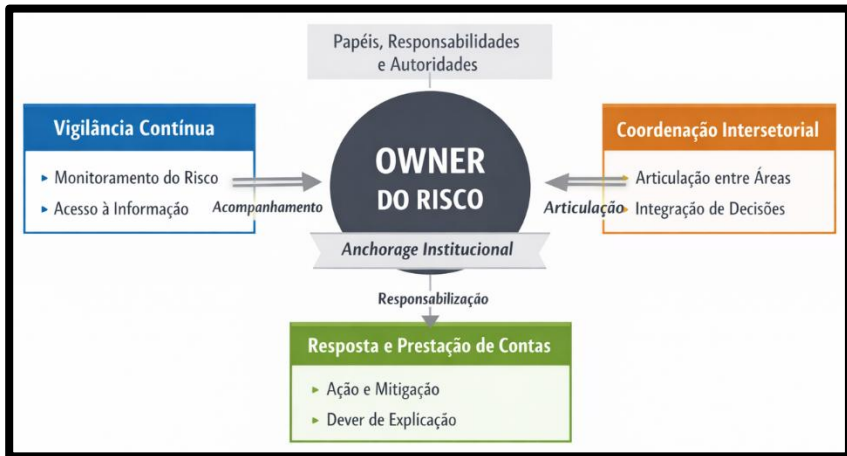 Papéis, Responsabilidades
e Autoridades
Vigilância Contínua
▸ Monitoramento do Risco
▸ Acesso à Informação
Acompanhamento
OWNER
DO RISCO
Anchorage Institucional
Coordenação Intersetorial
▸ Articulação entre Áreas
▸ Integração de Decisões
Articulação
Responsabilização
Resposta e Prestação de Contas
▸ Ação e Mitigação
▸ Dever de Explicação